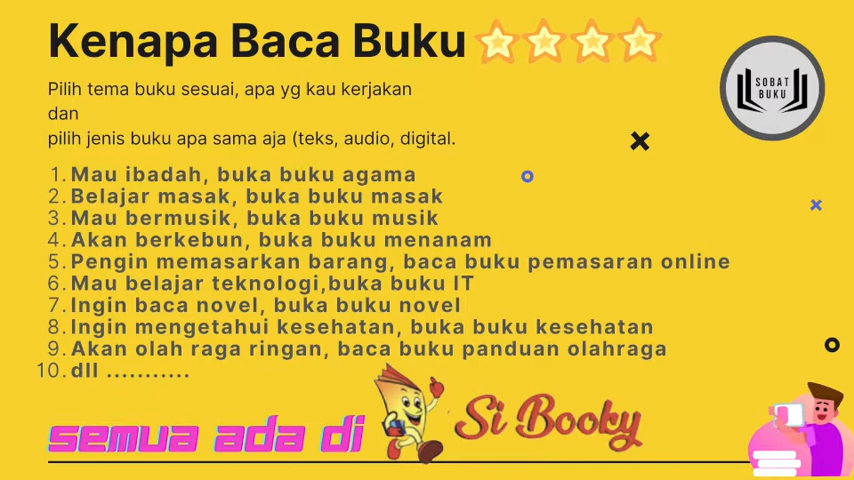 Kenapa Baca Buku
SOBAT
BUKU
Pilih tema buku sesuai, apa yg kau kerjakan
dan
pilih jenis buku apa sama aja (teks, audio, digital.
1. Mau ibadah, buka buku agama
2. Belajar masak, buka buku masak
3. Mau bermusik, buka buku musik
4. Akan berkebun, buka buku menanam
5. Pengin memasarkan barang, baca buku pemasaran online
6. Mau belajar teknologi,buka buku IT
7. Ingin baca novel, buka buku novel
8. Ingin mengetahui kesehatan, buka buku kesehatan
9. Akan olah raga ringan, baca buku panduan olahraga
10. dll ...........
semua ada di
Si Booky